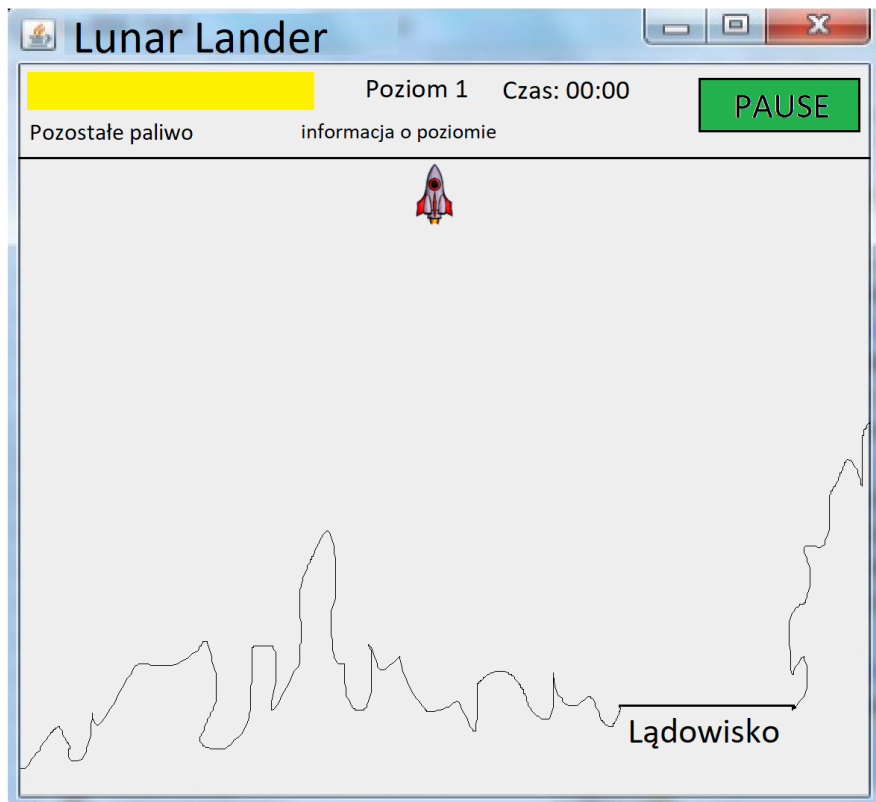 Lunar Lander
Poziom 1 Czas: 00:00
PAUSE
Pozostałe paliwo
informacja o poziomie
Lądowisko